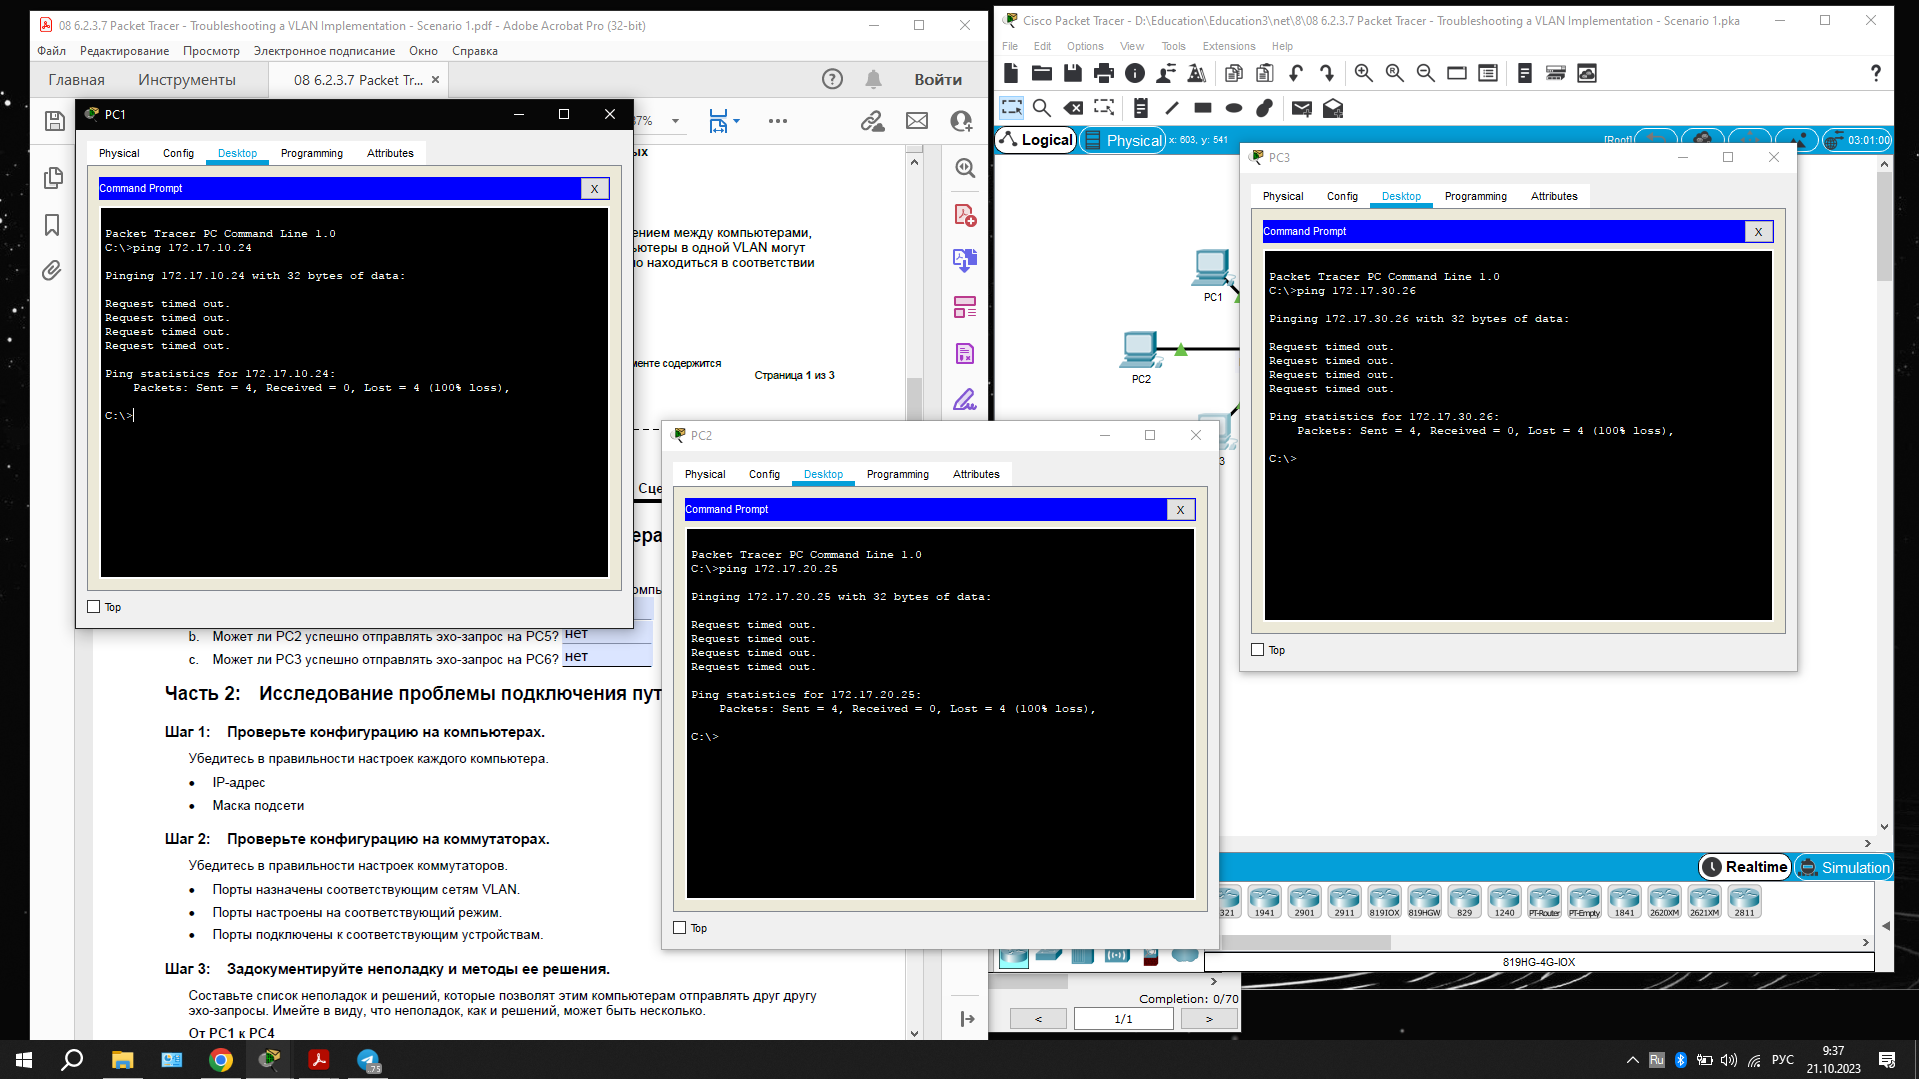 08 6.2.3.7 Packet Tracer - Troubleshooting a VLAN Implementation - Scenario 1.pdf - Adobe Acrobat Pro (32-bit)
Файл Редактирование Просмотр Электронное подписание Окно Справка
Главная Инструменты 08 6.2.3.7 Packet Tr... ×
Войти
Cisco Packet Tracer - D:\Education\Education3\net\8\08 6.2.3.7 Packet Tracer - Troubleshooting a VLAN Implementation - Scenario 1.pka
File Edit Options View Tools Extensions Help
Logical Physical x: 603, y: 541 [Root] 03:01:00
PC1
Physical Config Desktop Programming Attributes
Command Prompt X
Packet Tracer PC Command Line 1.0
C:\>ping 172.17.10.24
Pinging 172.17.10.24 with 32 bytes of data:
Request timed out.
Request timed out.
Request timed out.
Request timed out.
Ping statistics for 172.17.10.24:
Packets: Sent = 4, Received = 0, Lost = 4 (100% loss),
C:\>
Top
7%
ых
ением между компьютерами,
ьютеры в одной VLAN могут
о находиться в соответствии
менте содержится
Страница 1 из 3
Сце
ера
омпь
b. Может ли PC2 успешно отправлять эхо-запрос на PC5? нет
c. Может ли PC3 успешно отправлять эхо-запрос на PC6? нет
Часть 2: Исследование проблемы подключения пут
Шаг 1: Проверьте конфигурацию на компьютерах.
Убедитесь в правильности настроек каждого компьютера.
• IP-адрес
• Маска подсети
Шаг 2: Проверьте конфигурацию на коммутаторах.
Убедитесь в правильности настроек коммутаторов.
• Порты назначены соответствующим сетям VLAN.
• Порты настроены на соответствующий режим.
• Порты подключены к соответствующим устройствам.
Шаг 3: Задокументируйте неполадку и методы ее решения.
Составьте список неполадок и решений, которые позволят этим компьютерам отправлять друг другу
эхо-запросы. Имейте в виду, что неполадок, как и решений, может быть несколько.
От PC1 к PC4
PC2
Physical Config Desktop Programming Attributes
Command Prompt X
Packet Tracer PC Command Line 1.0
C:\>ping 172.17.20.25
Pinging 172.17.20.25 with 32 bytes of data:
Request timed out.
Request timed out.
Request timed out.
Request timed out.
Ping statistics for 172.17.20.25:
Packets: Sent = 4, Received = 0, Lost = 4 (100% loss),
C:\>
Top
PC3
Physical Config Desktop Programming Attributes
Command Prompt X
Packet Tracer PC Command Line 1.0
C:\>ping 172.17.30.26
Pinging 172.17.30.26 with 32 bytes of data:
Request timed out.
Request timed out.
Request timed out.
Request timed out.
Ping statistics for 172.17.30.26:
Packets: Sent = 4, Received = 0, Lost = 4 (100% loss),
C:\>
Top
PC1
PC2
3
Realtime Simulation
321 1941 2901 2911 819IOX 819HGW 829 1240 PT-Router PT-Empty 1841 2620XM 2621XM 2811
819HG-4G-IOX
Completion: 0/70
< 1/1 >
75
Ru
РУС
9:37
21.10.2023